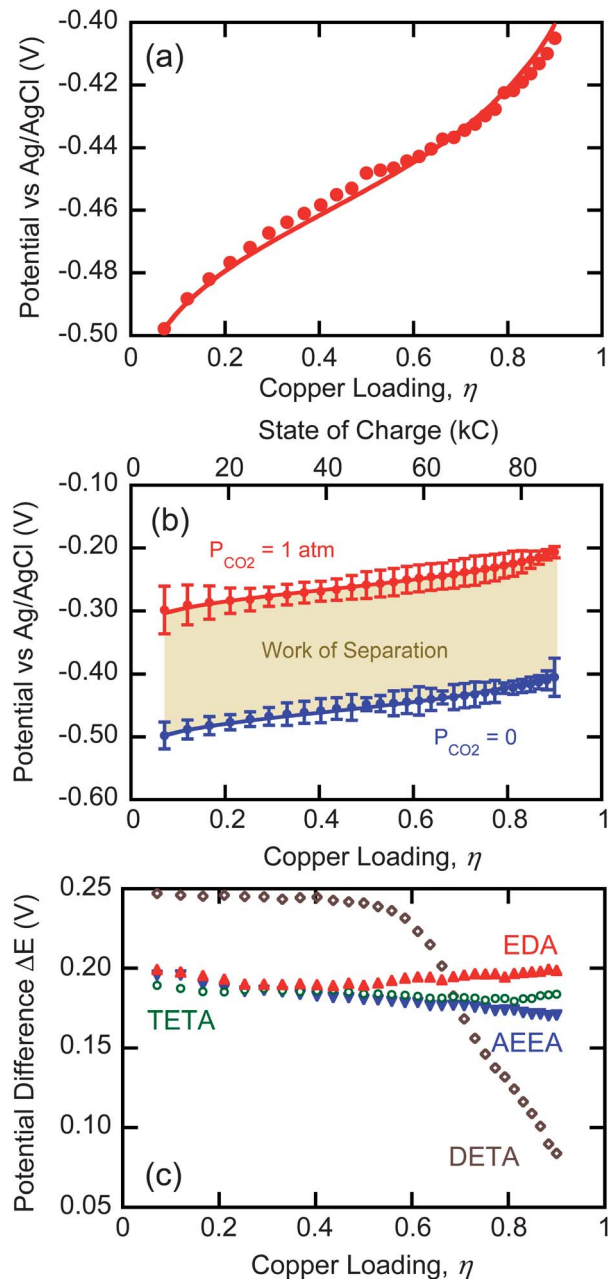 (a)
Potential vs Ag/AgCl (V)
-0.40
-0.42
-0.44
-0.46
-0.48
-0.50
0 0.2 0.4 0.6 0.8 1
Copper Loading, η
State of Charge (kC)
0 20 40 60 80
(b)
Potential vs Ag/AgCl (V)
-0.10
-0.20
-0.30
-0.40
-0.50
-0.60
P_CO2 = 1 atm
Work of Separation
P_CO2 = 0
0 0.2 0.4 0.6 0.8 1
Copper Loading, η
Potential Difference ΔE (V)
0.25
0.20
0.15
0.10
0.05
EDA
TETA
AEEA
DETA
(c)
0 0.2 0.4 0.6 0.8 1
Copper Loading, η